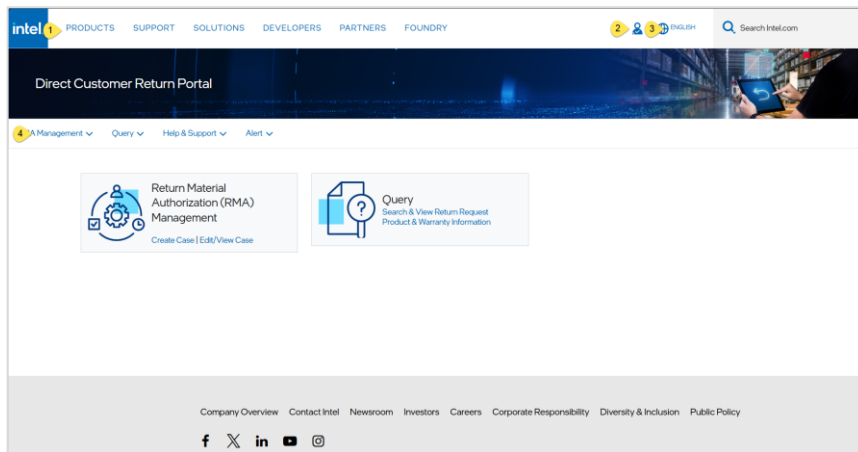 intel 1 PRODUCTS SUPPORT SOLUTIONS DEVELOPERS PARTNERS FOUNDRY 2 3 ENGLISH Search Intel.com
Direct Customer Return Portal
4 A Management Query Help & Support Alert
Return Material
Authorization (RMA)
Management
Create Case | Edit/View Case
Query
Search & View Return Request
Product & Warranty Information
Company Overview Contact Intel Newsroom Investors Careers Corporate Responsibility Diversity & Inclusion Public Policy